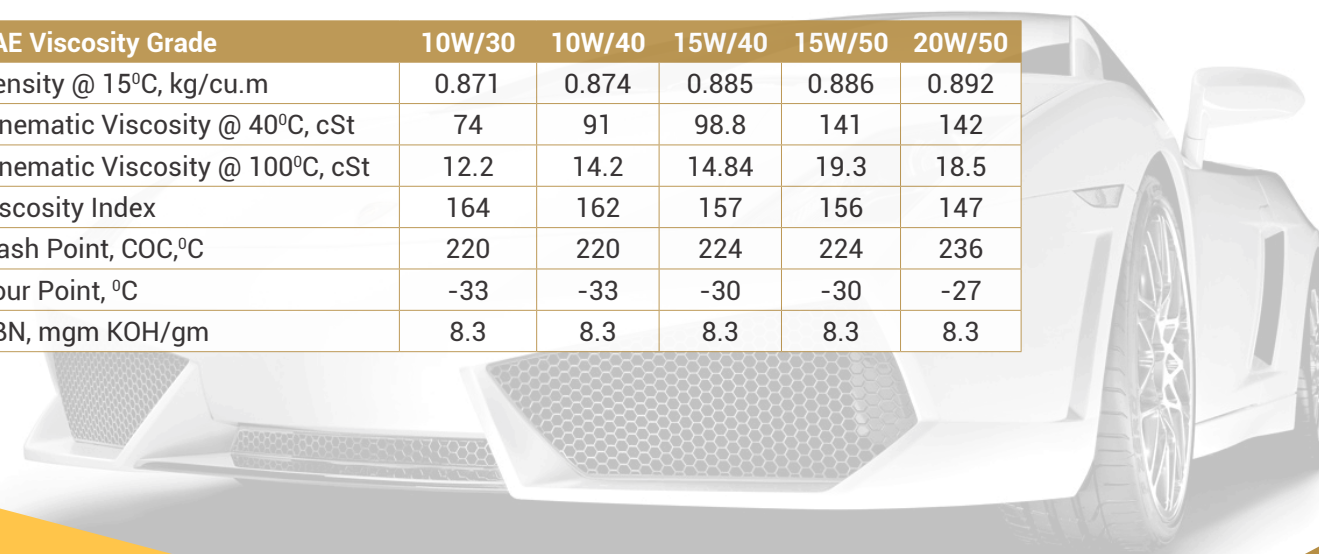 AE Viscosity Grade 10W/30 10W/40 15W/40 15W/50 20W/50
ensity @ 15⁰C, kg/cu.m 0.871 0.874 0.885 0.886 0.892
nematic Viscosity @ 40⁰C, cSt 74 91 98.8 141 142
nematic Viscosity @ 100⁰C, cSt 12.2 14.2 14.84 19.3 18.5
scosity Index 164 162 157 156 147
ash Point, COC,⁰C 220 220 224 224 236
our Point, ⁰C -33 -33 -30 -30 -27
BN, mgm KOH/gm 8.3 8.3 8.3 8.3 8.3